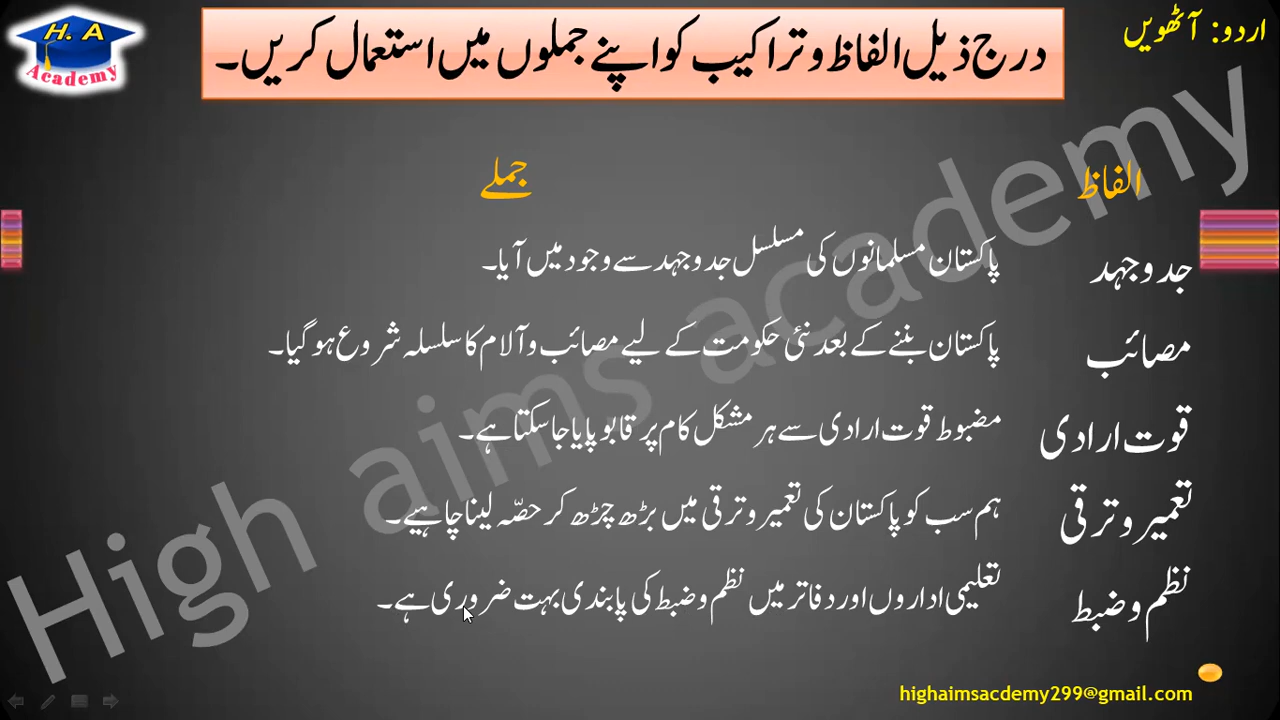 H. A
Academy
اردو: آٹھویں
درج ذیل الفاظ و تراکیب کو اپنے جملوں میں استعمال کریں۔
الفاظ
جملے
جدوجہد
پاکستان مسلمانوں کی مسلسل جدوجہد سے وجود میں آیا۔
مصائب
پاکستان بننے کے بعد نئی حکومت کے لیے مصائب و آلام کا سلسلہ شروع ہو گیا۔
قوت ارادی
مضبوط قوت ارادی سے ہر مشکل کام پر قابو پایا جا سکتا ہے۔
تعمیر و ترقی
ہم سب کو پاکستان کی تعمیر و ترقی میں بڑھ چڑھ کر حصّہ لینا چاہیے۔
نظم و ضبط
تعلیمی اداروں اور دفاتر میں نظم و ضبط کی پابندی بہت ضروری ہے۔
High aims academy
highaimsacdemy299@gmail.com